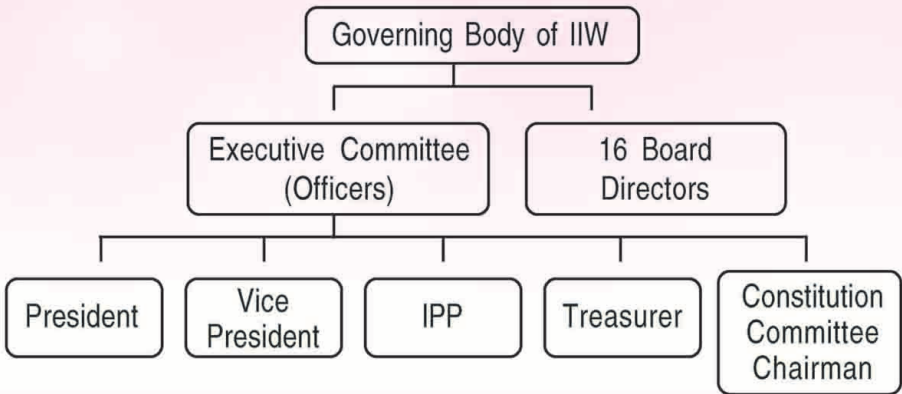 Governing Body of IIW
Executive Committee
(Officers)
16 Board
Directors
President
Vice
President
IPP
Treasurer
Constitution
Committee
Chairman